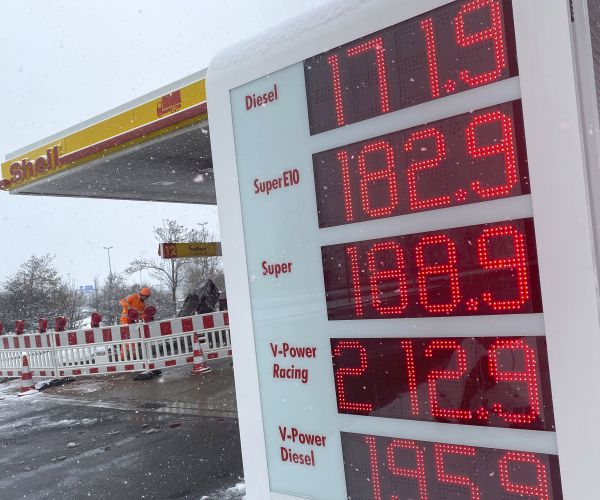 Shell
Diesel 171.9
SuperE10 182.9
Super 188.9
V-Power
Racing 212.9
V-Power
Diesel 195.9